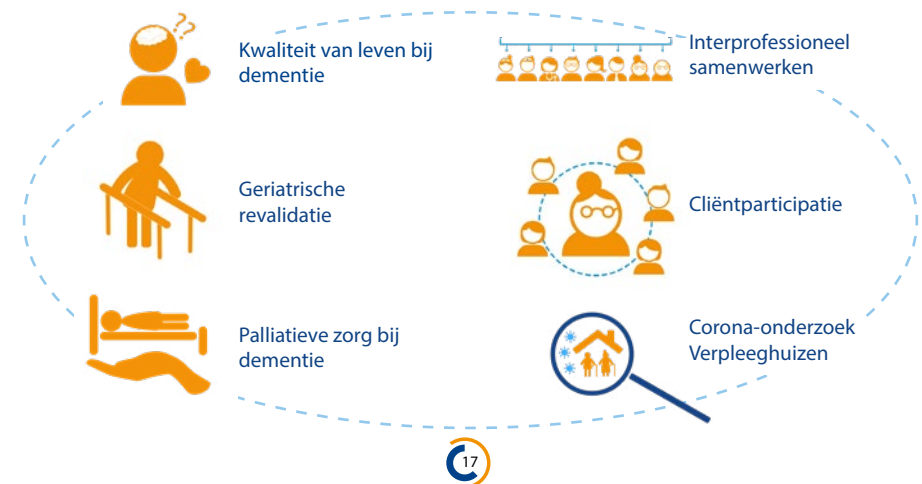 Kwaliteit van leven bij
dementie
Interprofessioneel
samenwerken
Geriatrische
revalidatie
Cliëntparticipatie
Palliatieve zorg bij
dementie
Corona-onderzoek
Verpleeghuizen
17